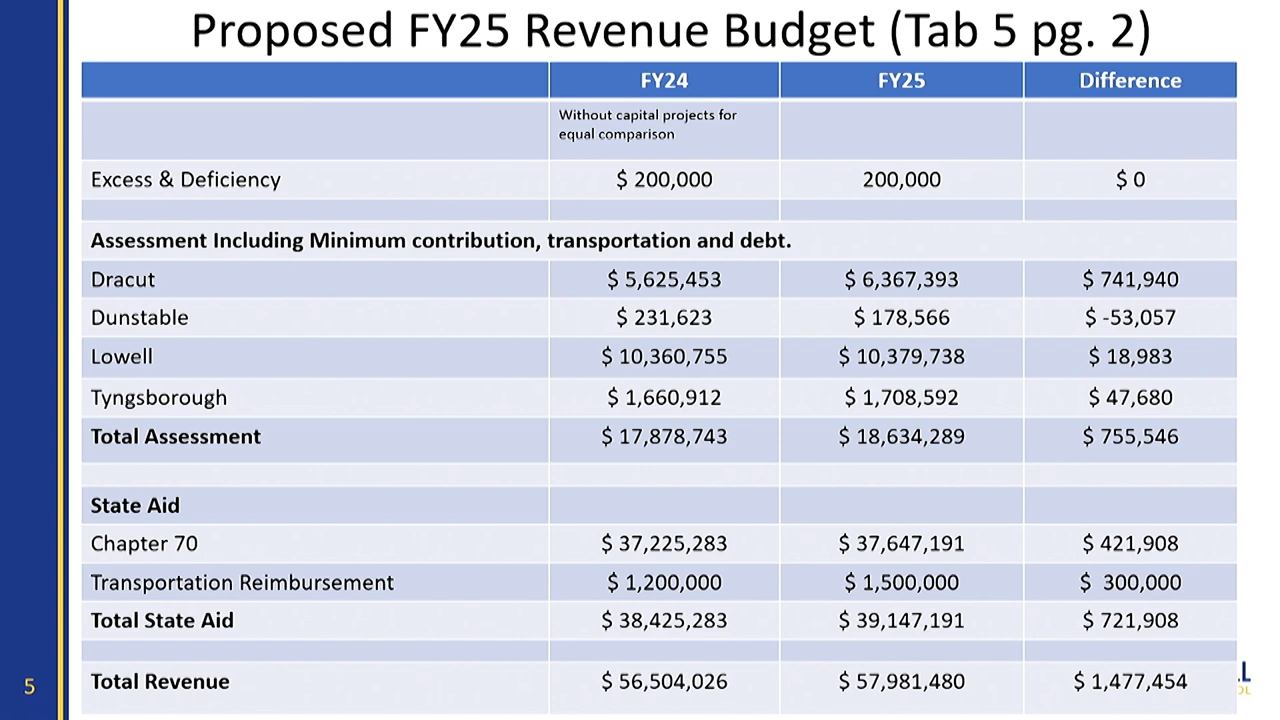 Proposed FY25 Revenue Budget (Tab 5 pg. 2)
FY24 FY25 Difference
Without capital projects for
equal comparison
Excess & Deficiency $ 200,000 200,000 $ 0
Assessment Including Minimum contribution, transportation and debt.
Dracut $ 5,625,453 $ 6,367,393 $ 741,940
Dunstable $ 231,623 $ 178,566 $ -53,057
Lowell $ 10,360,755 $ 10,379,738 $ 18,983
Tyngsborough $ 1,660,912 $ 1,708,592 $ 47,680
Total Assessment $ 17,878,743 $ 18,634,289 $ 755,546
State Aid
Chapter 70 $ 37,225,283 $ 37,647,191 $ 421,908
Transportation Reimbursement $ 1,200,000 $ 1,500,000 $ 300,000
Total State Aid $ 38,425,283 $ 39,147,191 $ 721,908
Total Revenue $ 56,504,026 $ 57,981,480 $ 1,477,454
5